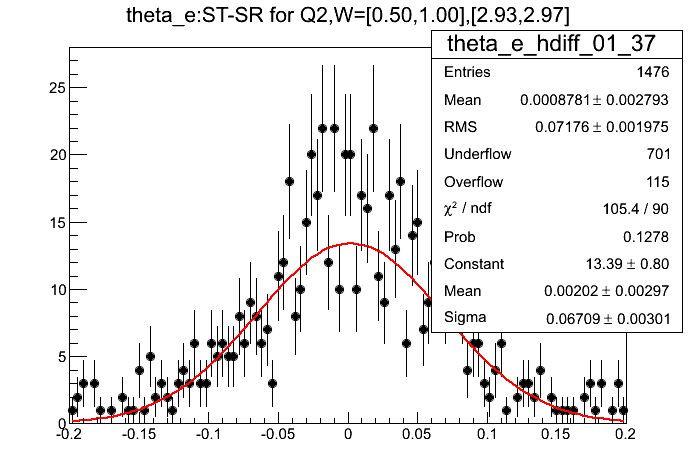 theta_e:ST-SR for Q2,W=[0.50,1.00],[2.93,2.97]
theta_e_hdiff_01_37
Entries 1476
Mean 0.0008781 ± 0.002793
RMS 0.07176 ± 0.001975
Underflow 701
Overflow 115
χ² / ndf 105.4 / 90
Prob 0.1278
Constant 13.39 ± 0.80
Mean 0.00202 ± 0.00297
Sigma 0.06709 ± 0.00301
25
20
15
10
5
0
-0.2 -0.15 -0.1 -0.05 0 0.05 0.1 0.15 0.2